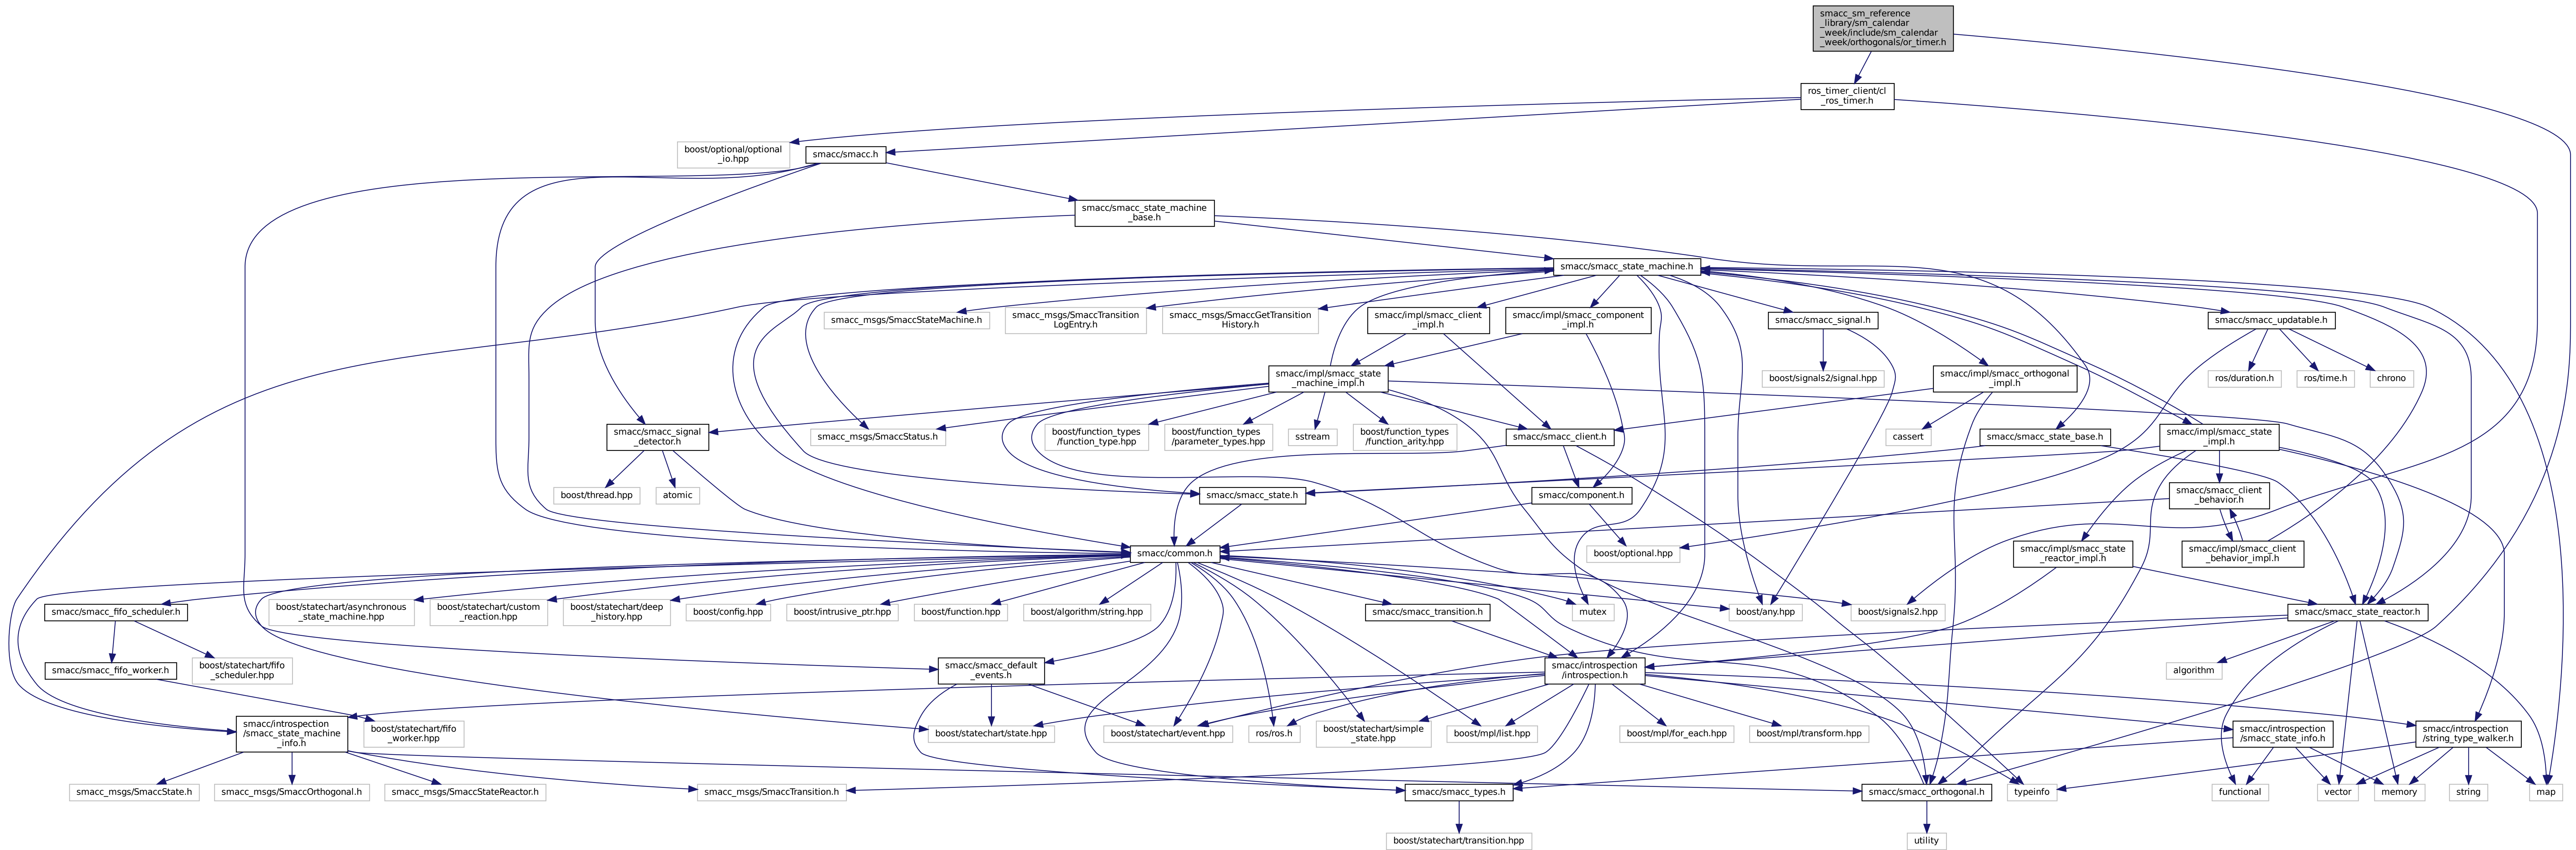 smacc_sm_reference
_library/sm_calendar
_week/include/sm_calendar
_week/orthogonals/or_timer.h
ros_timer_client/cl
_ros_timer.h
boost/optional/optional
_io.hpp
smacc/smacc.h
smacc/smacc_state_machine
_base.h
smacc/smacc_state_machine.h
smacc_msgs/SmaccStateMachine.h
smacc_msgs/SmaccTransition
LogEntry.h
smacc_msgs/SmaccGetTransition
History.h
smacc/impl/smacc_client
_impl.h
smacc/impl/smacc_component
_impl.h
smacc/smacc_signal.h
smacc/smacc_updatable.h
smacc/impl/smacc_state
_machine_impl.h
boost/signals2/signal.hpp
smacc/impl/smacc_orthogonal
_impl.h
ros/duration.h
ros/time.h
chrono
smacc/smacc_signal
_detector.h
smacc_msgs/SmaccStatus.h
boost/function_types
/function_type.hpp
boost/function_types
/parameter_types.hpp
sstream
boost/function_types
/function_arity.hpp
smacc/smacc_client.h
cassert
smacc/smacc_state_base.h
smacc/impl/smacc_state
_impl.h
boost/thread.hpp
atomic
smacc/smacc_state.h
smacc/component.h
smacc/smacc_client
_behavior.h
smacc/common.h
boost/optional.hpp
smacc/impl/smacc_state
_reactor_impl.h
smacc/impl/smacc_client
_behavior_impl.h
smacc/smacc_fifo_scheduler.h
boost/statechart/asynchronous
_state_machine.hpp
boost/statechart/custom
_reaction.hpp
boost/statechart/deep
_history.hpp
boost/config.hpp
boost/intrusive_ptr.hpp
boost/function.hpp
boost/algorithm/string.hpp
smacc/smacc_transition.h
mutex
boost/any.hpp
boost/signals2.hpp
smacc/smacc_state_reactor.h
smacc/smacc_fifo_worker.h
boost/statechart/fifo
_scheduler.hpp
smacc/smacc_default
_events.h
smacc/introspection
/introspection.h
algorithm
smacc/introspection
/smacc_state_machine
_info.h
boost/statechart/fifo
_worker.hpp
boost/statechart/state.hpp
boost/statechart/event.hpp
ros/ros.h
boost/statechart/simple
_state.hpp
boost/mpl/list.hpp
boost/mpl/for_each.hpp
boost/mpl/transform.hpp
smacc/introspection
/smacc_state_info.h
smacc/introspection
/string_type_walker.h
smacc_msgs/SmaccState.h
smacc_msgs/SmaccOrthogonal.h
smacc_msgs/SmaccStateReactor.h
smacc_msgs/SmaccTransition.h
smacc/smacc_types.h
smacc/smacc_orthogonal.h
typeinfo
functional
vector
memory
string
map
boost/statechart/transition.hpp
utility